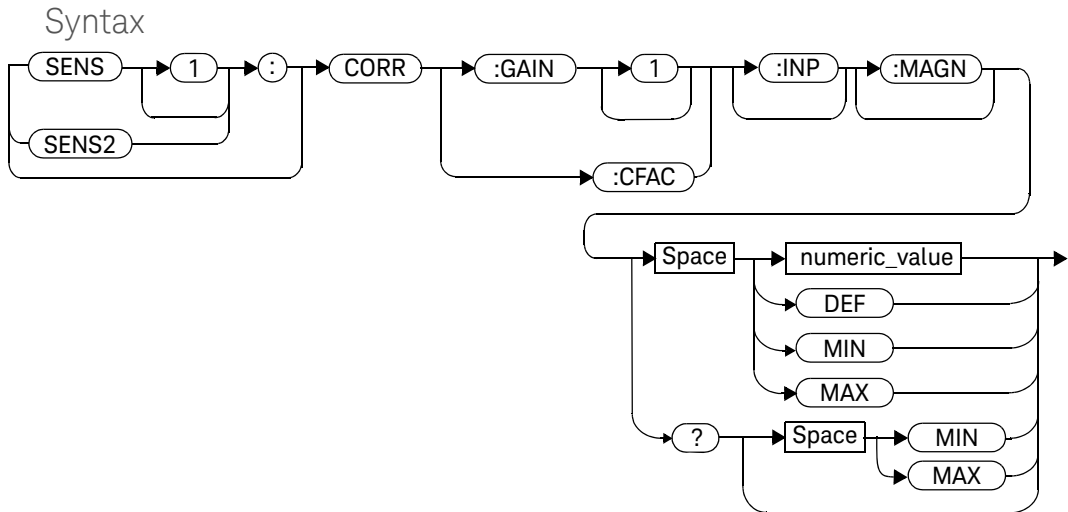 Syntax
SENS 1 : CORR :GAIN 1 :INP :MAGN
SENS2
:CFAC
Space numeric_value
DEF
MIN
MAX
? Space MIN
MAX